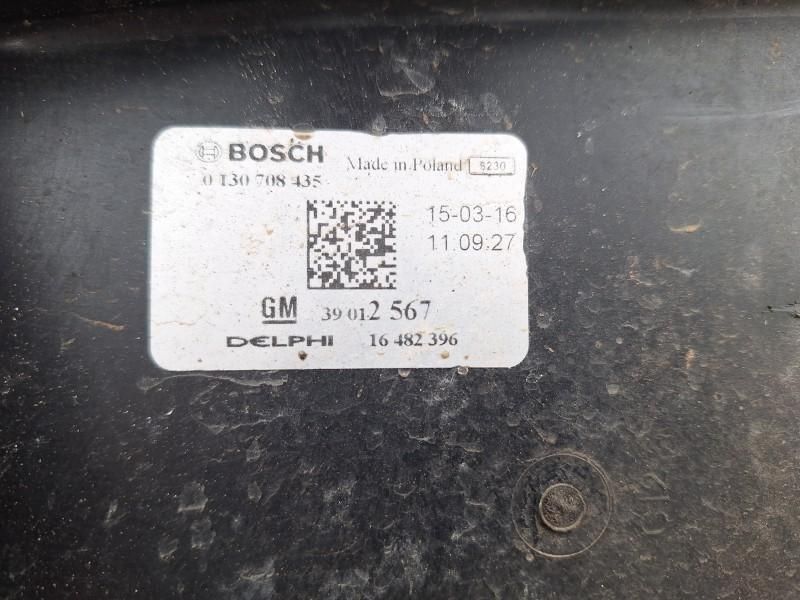 BOSCH Made in Poland 6230
0 130 708 435
15-03-16
11:09:27
GM 39 012 567
DELPHI 16 482 396